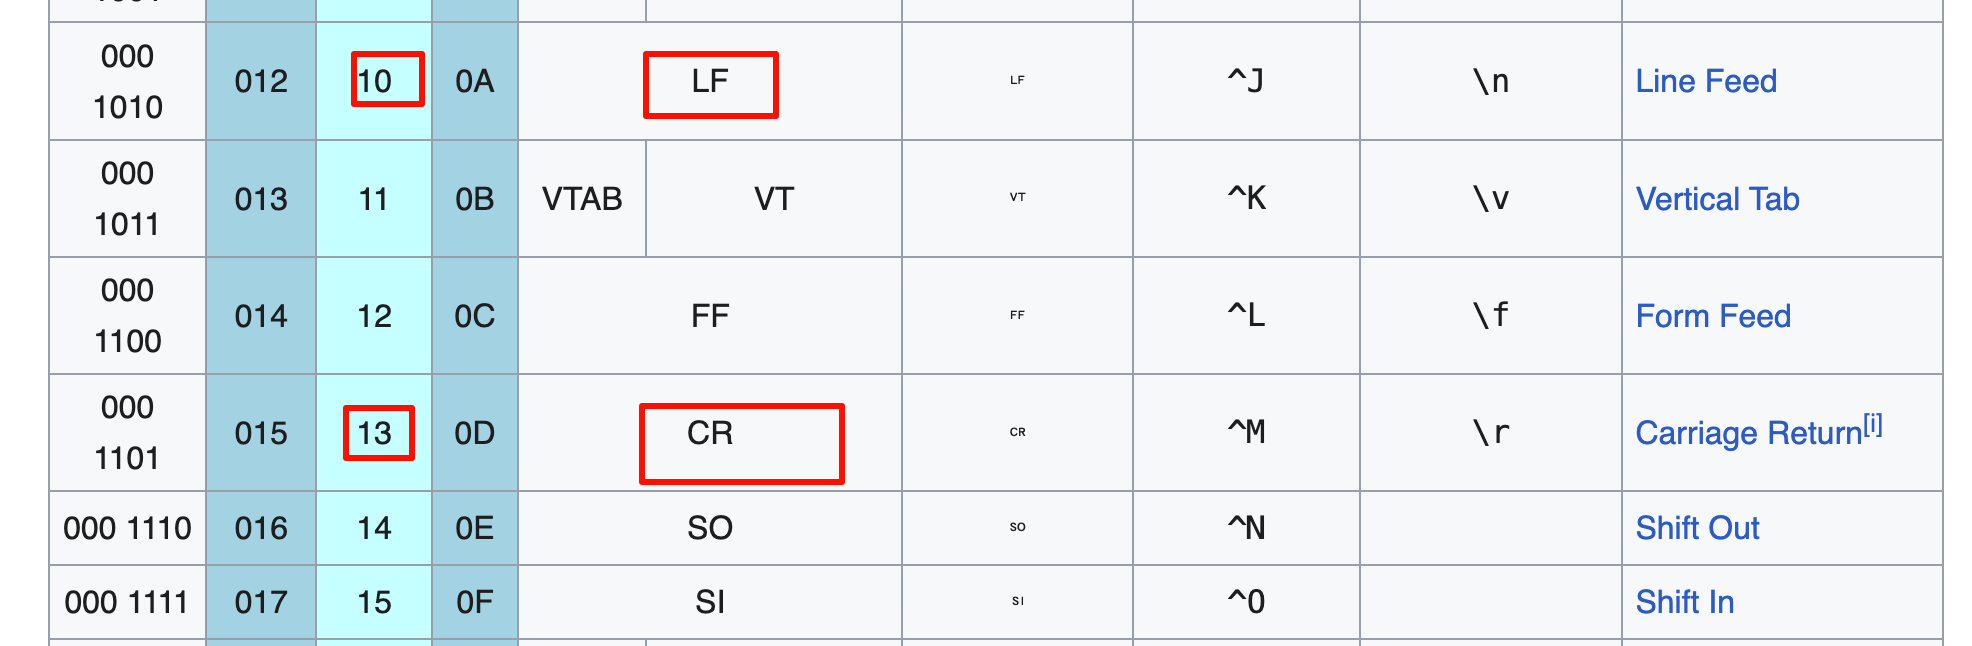 000 1010 012 10 0A LF LF ^J \n Line Feed
000 1011 013 11 0B VTAB VT VT ^K \v Vertical Tab
000 1100 014 12 0C FF FF ^L \f Form Feed
000 1101 015 13 0D CR CR ^M \r Carriage Return[i]
000 1110 016 14 0E SO SO ^N Shift Out
000 1111 017 15 0F SI SI ^O Shift In